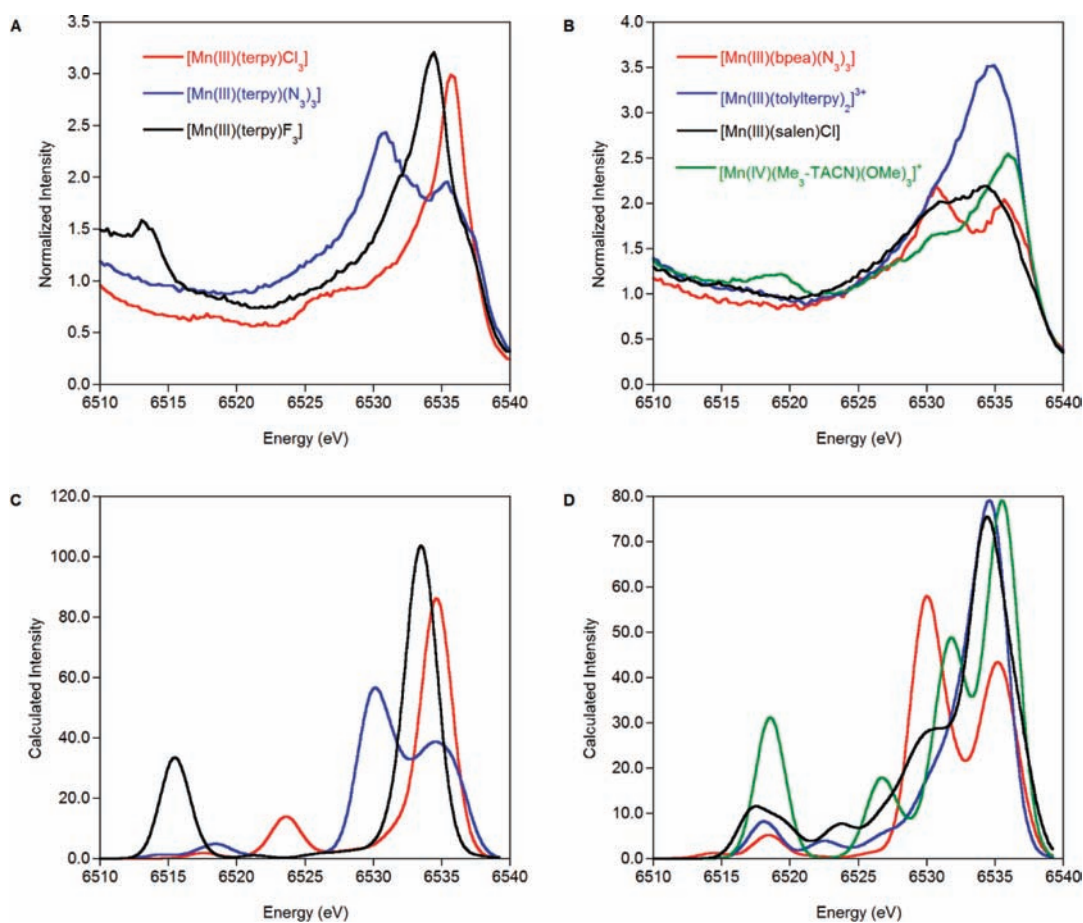 A
3.5
3.0
2.5
2.0
1.5
1.0
0.5
0.0
Normalized Intensity
[Mn(III)(terpy)Cl3]
[Mn(III)(terpy)(N3)3]
[Mn(III)(terpy)F3]
6510 6515 6520 6525 6530 6535 6540
Energy (eV)
B
4.0
3.5
3.0
2.5
2.0
1.5
1.0
0.5
0.0
Normalized Intensity
[Mn(III)(bpea)(N3)3]
[Mn(III)(tolylterpy)2]3+
[Mn(III)(salen)Cl]
[Mn(IV)(Me3-TACN)(OMe)3]+
6510 6515 6520 6525 6530 6535 6540
Energy (eV)
C
120.0
100.0
80.0
60.0
40.0
20.0
0.0
Calculated Intensity
6510 6515 6520 6525 6530 6535 6540
Energy (eV)
D
80.0
70.0
60.0
50.0
40.0
30.0
20.0
10.0
0.0
Calculated Intensity
6510 6515 6520 6525 6530 6535 6540
Energy (eV)